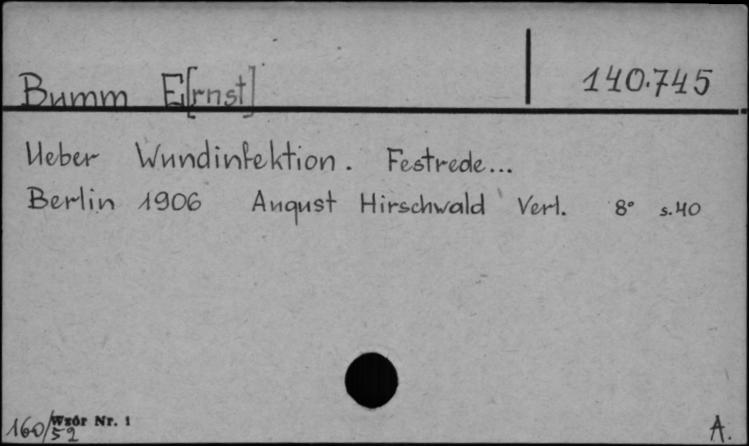 Bumm E[rnst]
140.745
Ueber Wundinfektion. Festrede...
Berlin 1906 August Hirschwald Verl. 8° s.40
160/52 Wzór Nr. 1
A.